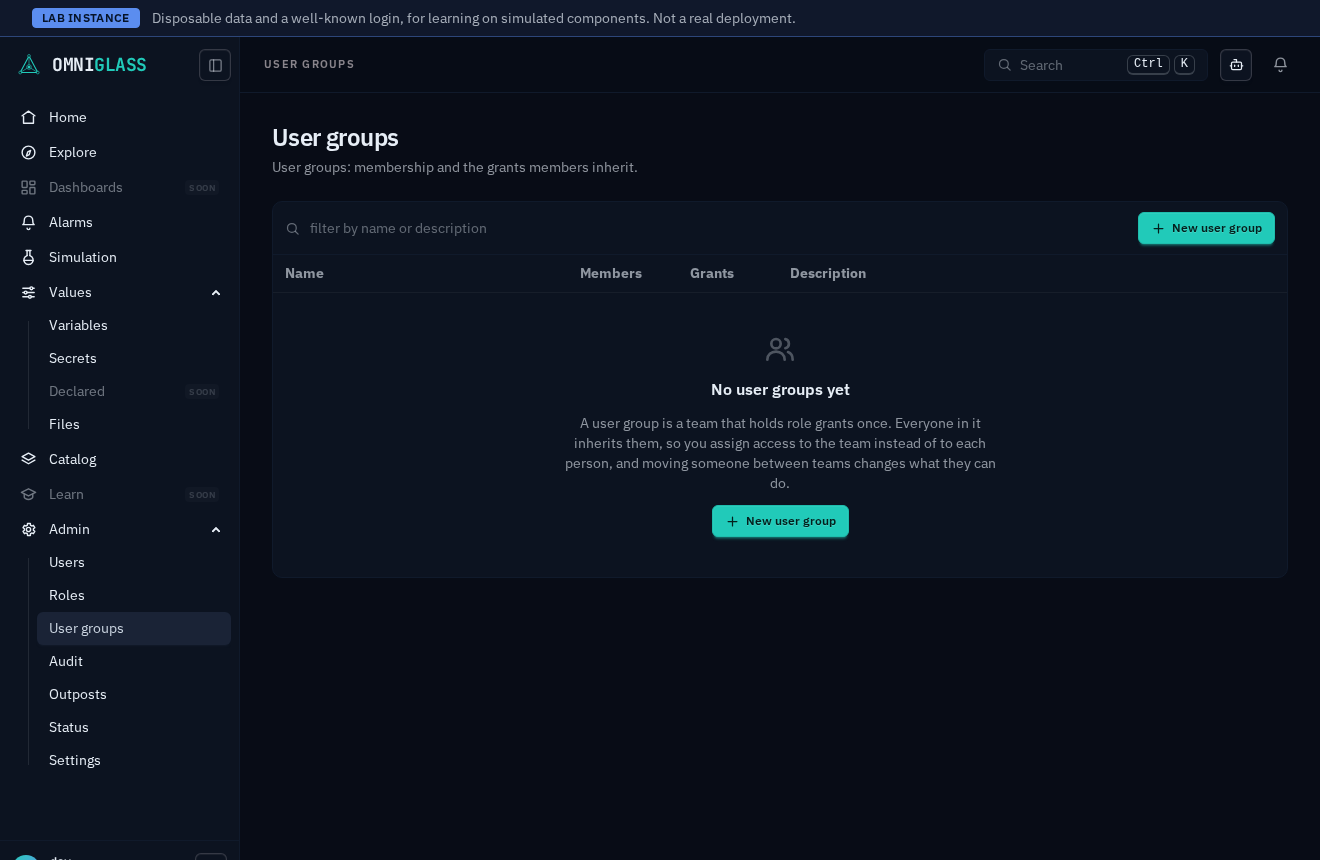 LAB INSTANCE Disposable data and a well-known login, for learning on simulated components. Not a real deployment.
OMNIGLASS
USER GROUPS
Search Ctrl K
Home
Explore
Dashboards SOON
Alarms
Simulation
Values
Variables
Secrets
Declared SOON
Files
Catalog
Learn SOON
Admin
Users
Roles
User groups
Audit
Outposts
Status
Settings
User groups
User groups: membership and the grants members inherit.
filter by name or description
New user group
Name Members Grants Description
No user groups yet
A user group is a team that holds role grants once. Everyone in it
inherits them, so you assign access to the team instead of to each
person, and moving someone between teams changes what they can
do.
New user group